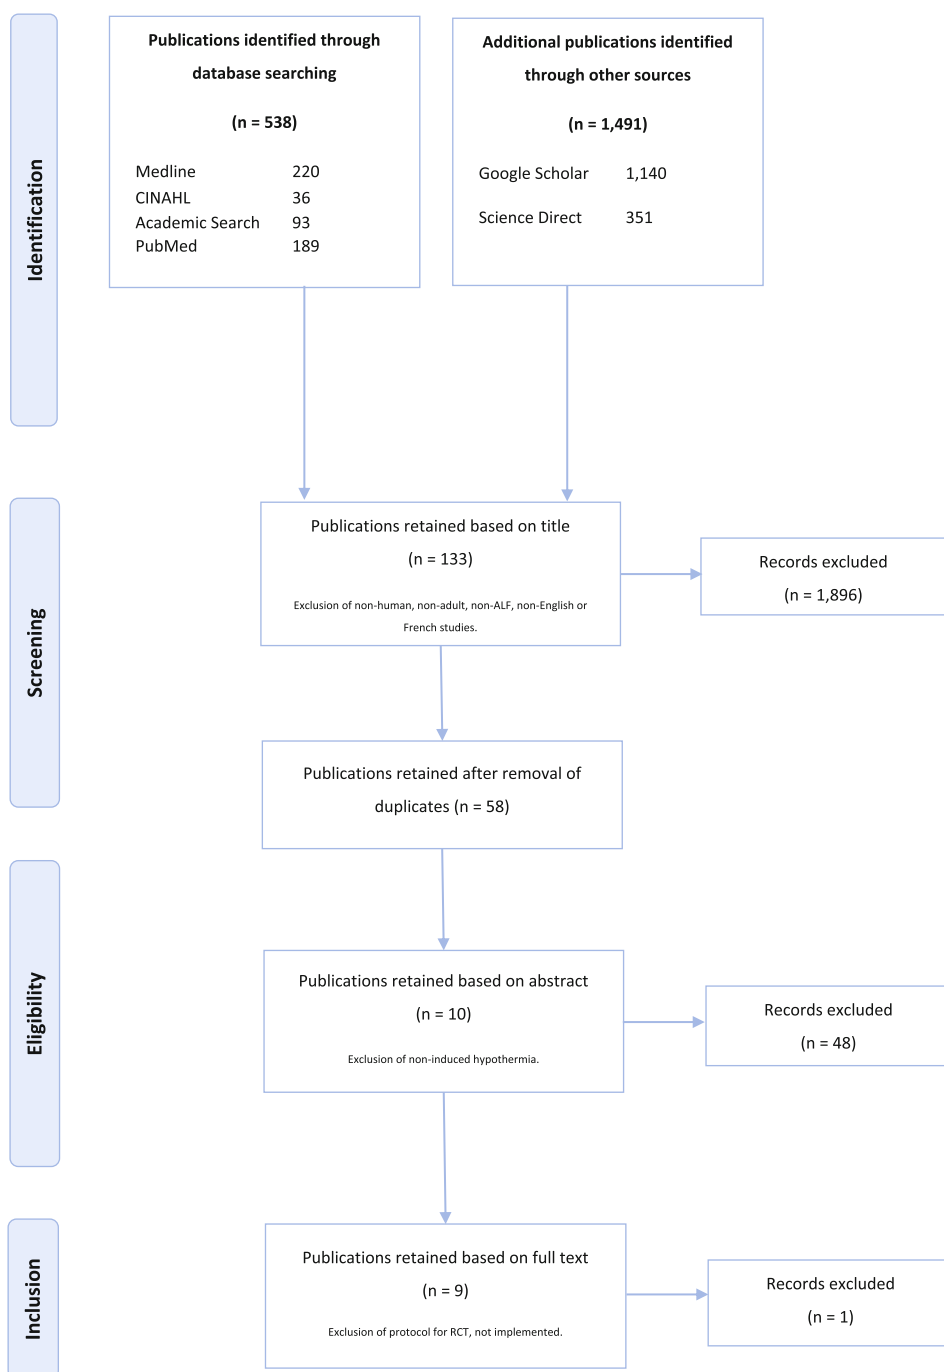 Identification
Publications identified through
database searching
(n = 538)
Medline 220
CINAHL 36
Academic Search 93
PubMed 189
Additional publications identified
through other sources
(n = 1,491)
Google Scholar 1,140
Science Direct 351
Screening
Publications retained based on title
(n = 133)
Exclusion of non-human, non-adult, non-ALF, non-English or
French studies.
Records excluded
(n = 1,896)
Publications retained after removal of
duplicates (n = 58)
Eligibility
Publications retained based on abstract
(n = 10)
Exclusion of non-induced hypothermia.
Records excluded
(n = 48)
Inclusion
Publications retained based on full text
(n = 9)
Exclusion of protocol for RCT, not implemented.
Records excluded
(n = 1)